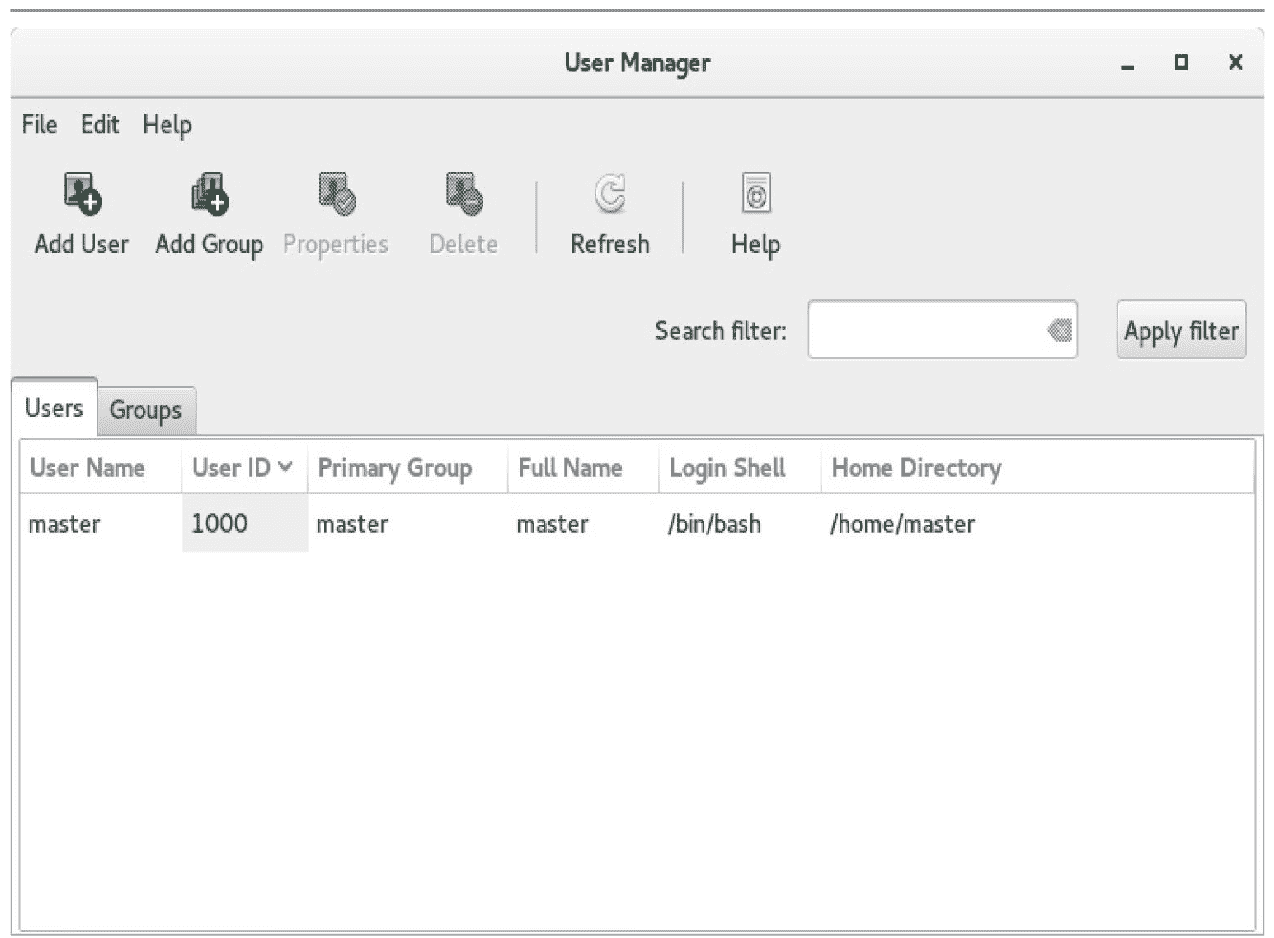 User Manager
File Edit Help
Add User Add Group Properties Delete Refresh Help
Search filter: Apply filter
Users Groups
User Name User ID Primary Group Full Name Login Shell Home Directory
master 1000 master master /bin/bash /home/master